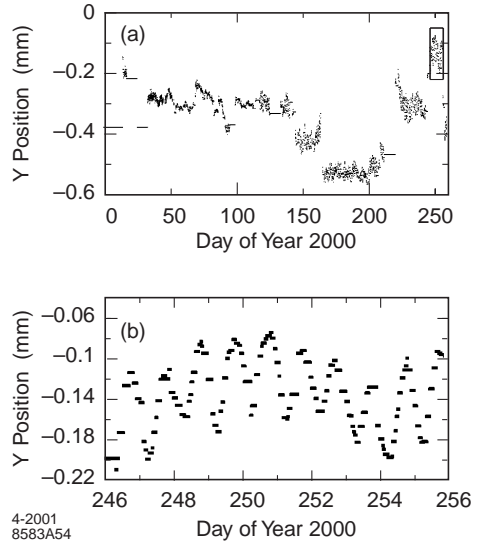 0
(a)
–0.2
–0.4
–0.6
Y Position (mm)
0 50 100 150 200 250
Day of Year 2000
–0.06
(b)
–0.1
–0.14
–0.18
–0.22
Y Position (mm)
246 248 250 252 254 256
Day of Year 2000
4-2001
8583A54